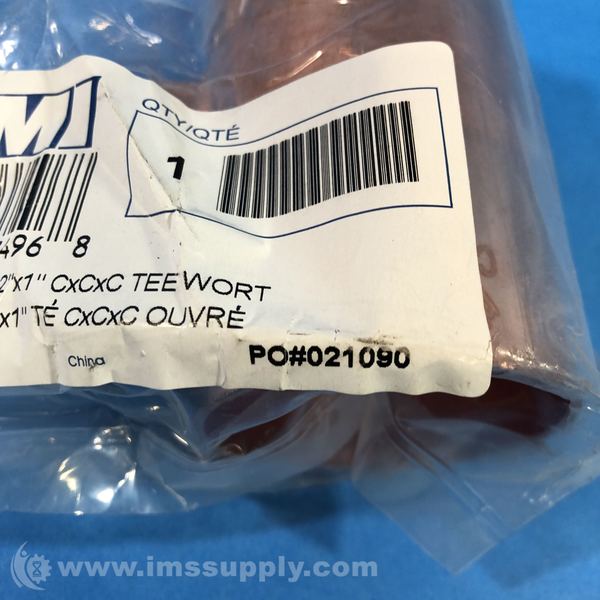 MI
QTY/QTÉ
1
496 8
2"x1" CxCxC TEE WORT
x1" TÉ CxCxC OUVRÉ
China
PO#021090
www.imssupply.com